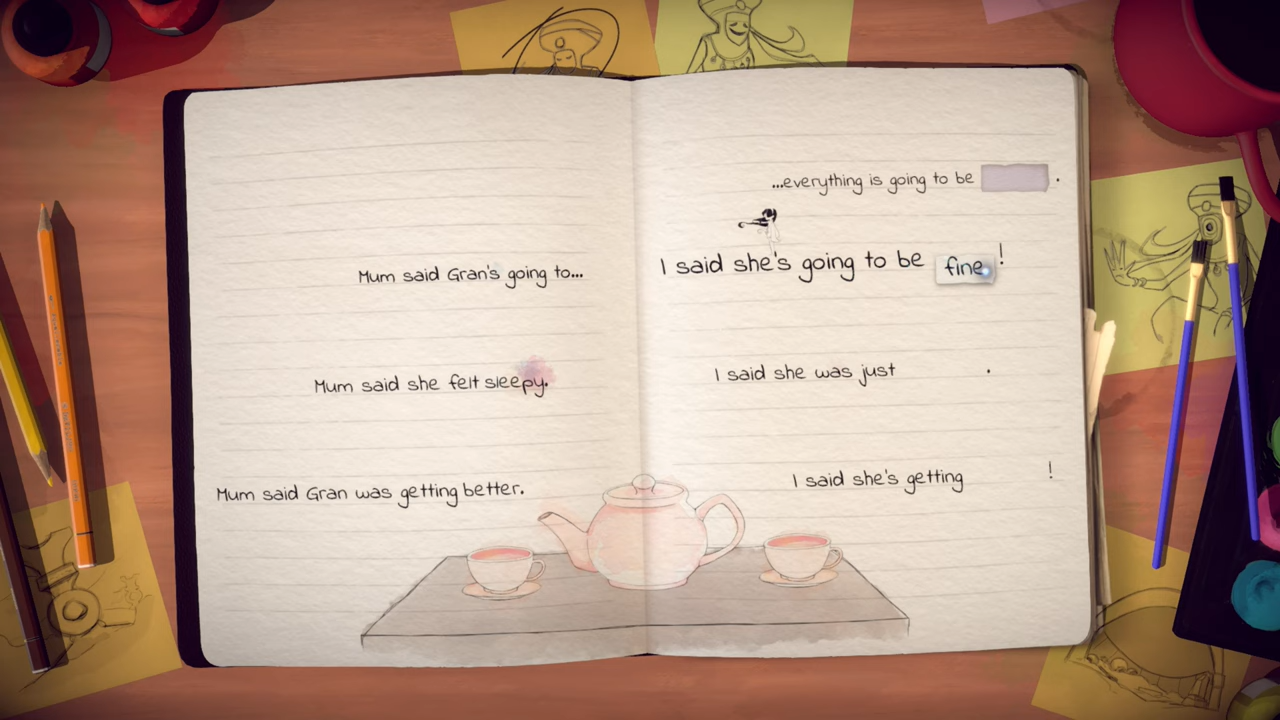 Mum said Gran's going to...
Mum said she felt sleepy.
Mum said Gran was getting better.
...everything is going to be .
I said she's going to be fine !
I said she was just .
I said she's getting !